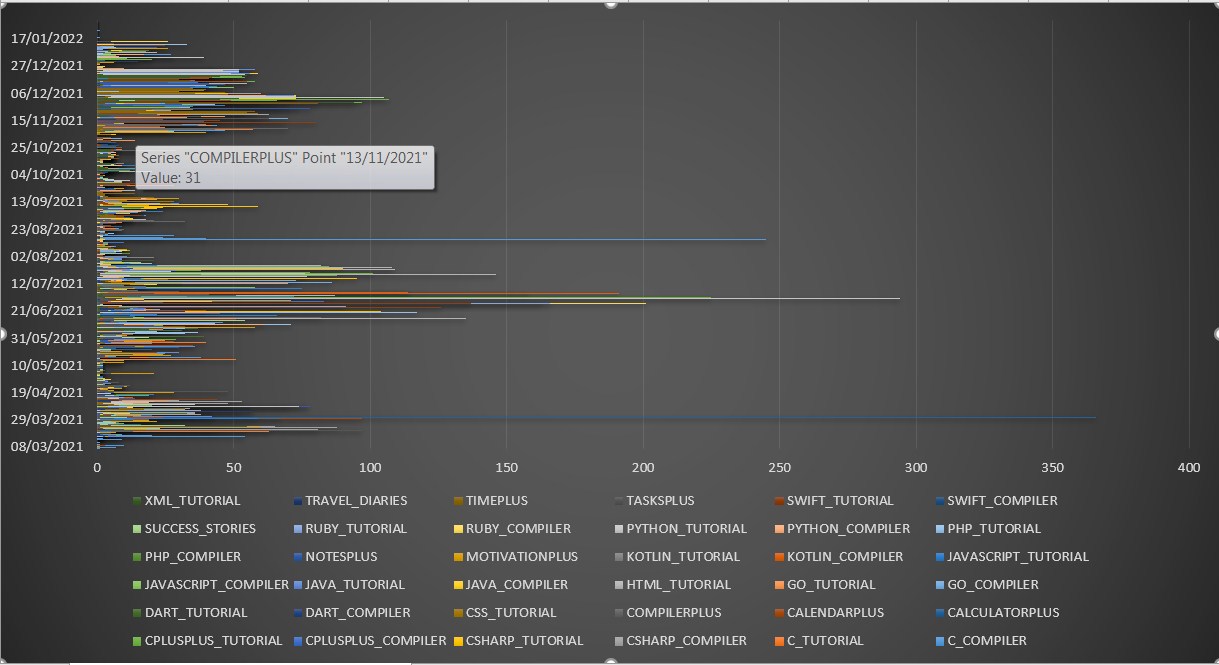 17/01/2022
27/12/2021
06/12/2021
15/11/2021
25/10/2021
Series "COMPILERPLUS" Point "13/11/2021"
Value: 31
04/10/2021
13/09/2021
23/08/2021
02/08/2021
12/07/2021
21/06/2021
31/05/2021
10/05/2021
19/04/2021
29/03/2021
08/03/2021
0 50 100 150 200 250 300 350 400
XML_TUTORIAL TRAVEL_DIARIES TIMEPLUS TASKSPLUS SWIFT_TUTORIAL SWIFT_COMPILER
SUCCESS_STORIES RUBY_TUTORIAL RUBY_COMPILER PYTHON_TUTORIAL PYTHON_COMPILER PHP_TUTORIAL
PHP_COMPILER NOTESPLUS MOTIVATIONPLUS KOTLIN_TUTORIAL KOTLIN_COMPILER JAVASCRIPT_TUTORIAL
JAVASCRIPT_COMPILER JAVA_TUTORIAL JAVA_COMPILER HTML_TUTORIAL GO_TUTORIAL GO_COMPILER
DART_TUTORIAL DART_COMPILER CSS_TUTORIAL COMPILERPLUS CALENDARPLUS CALCULATORPLUS
CPLUSPLUS_TUTORIAL CPLUSPLUS_COMPILER CSHARP_TUTORIAL CSHARP_COMPILER C_TUTORIAL C_COMPILER